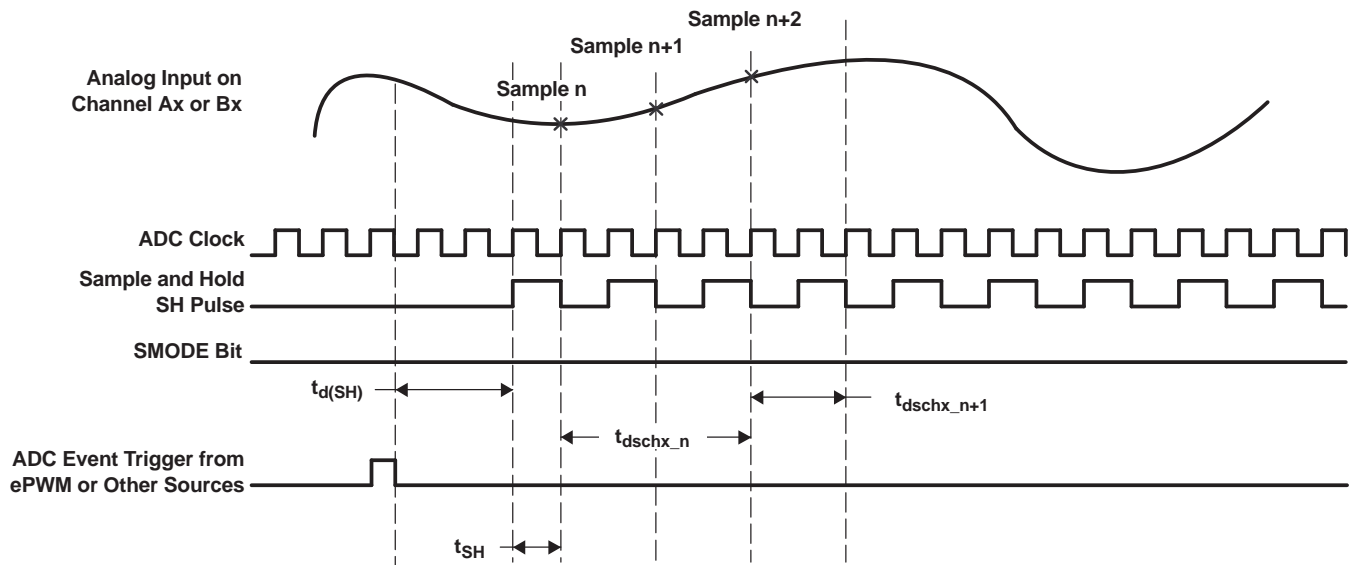 Sample n+2
Sample n+1
Analog Input on
Channel Ax or Bx
Sample n
ADC Clock
Sample and Hold
SH Pulse
SMODE Bit
td(SH)
tdschx_n+1
tdschx_n
ADC Event Trigger from
ePWM or Other Sources
tSH